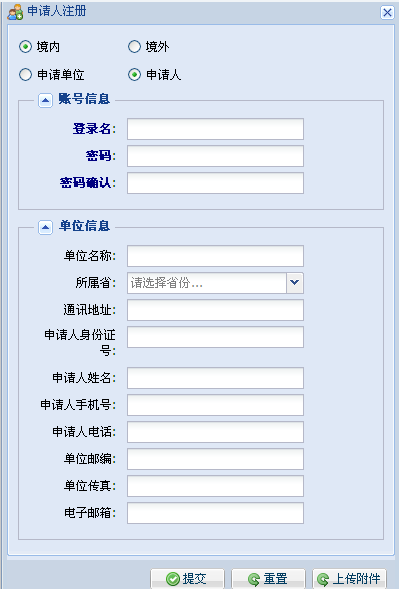 申请人注册
境内 境外
申请单位 申请人
账号信息
登录名:
密码:
密码确认:
单位信息
单位名称:
所属省: 请选择省份...
通讯地址:
申请人身份证
号:
申请人姓名:
申请人手机号:
申请人电话:
单位邮编:
单位传真:
电子邮箱:
提交 重置 上传附件